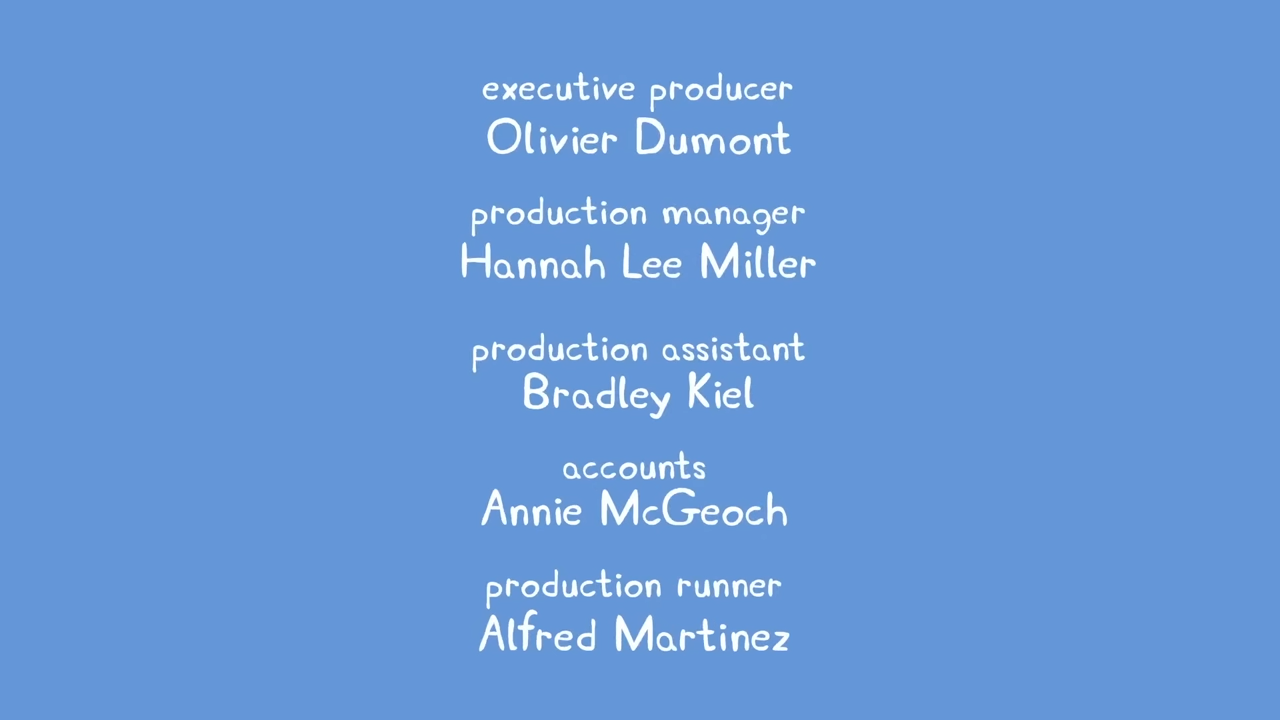 executive producer
Olivier Dumont
production manager
Hannah Lee Miller
production assistant
Bradley Kiel
accounts
Annie McGeoch
production runner
Alfred Martinez